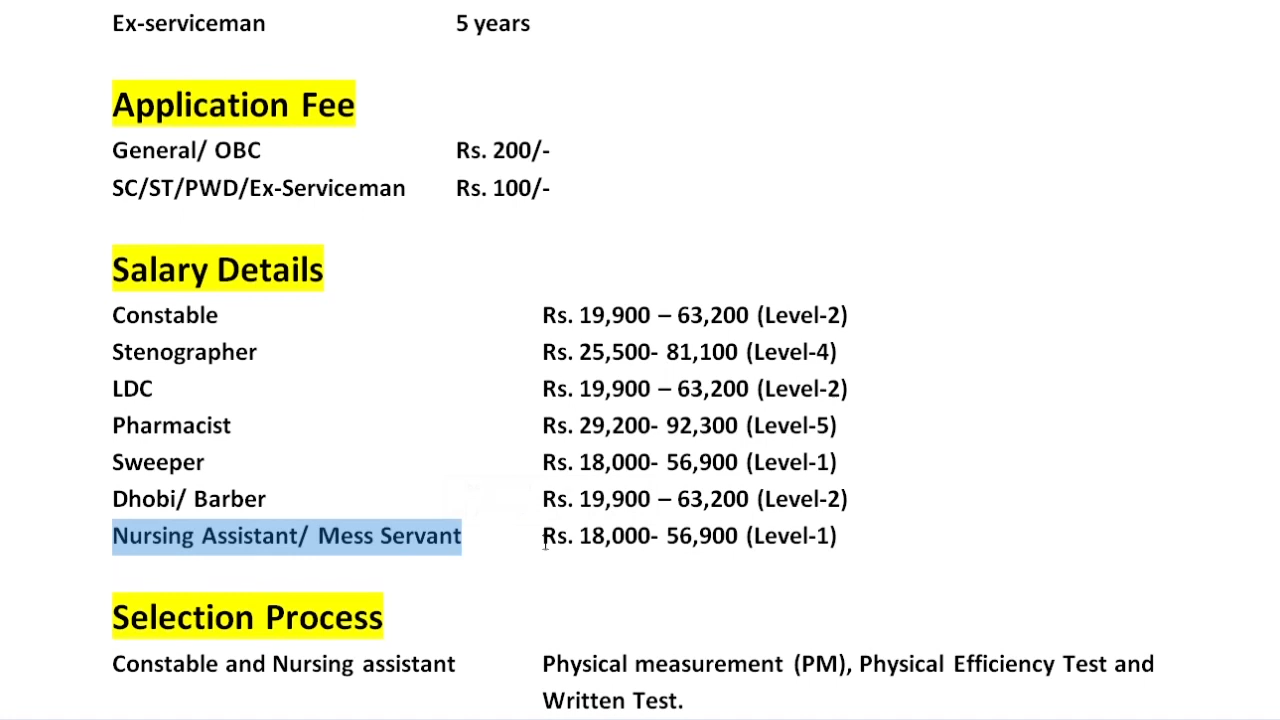 Ex-serviceman 5 years
Application Fee
General/ OBC Rs. 200/-
SC/ST/PWD/Ex-Serviceman Rs. 100/-
Salary Details
Constable Rs. 19,900 – 63,200 (Level-2)
Stenographer Rs. 25,500- 81,100 (Level-4)
LDC Rs. 19,900 – 63,200 (Level-2)
Pharmacist Rs. 29,200- 92,300 (Level-5)
Sweeper Rs. 18,000- 56,900 (Level-1)
Dhobi/ Barber Rs. 19,900 – 63,200 (Level-2)
Nursing Assistant/ Mess Servant Rs. 18,000- 56,900 (Level-1)
Selection Process
Constable and Nursing assistant Physical measurement (PM), Physical Efficiency Test and
Written Test.